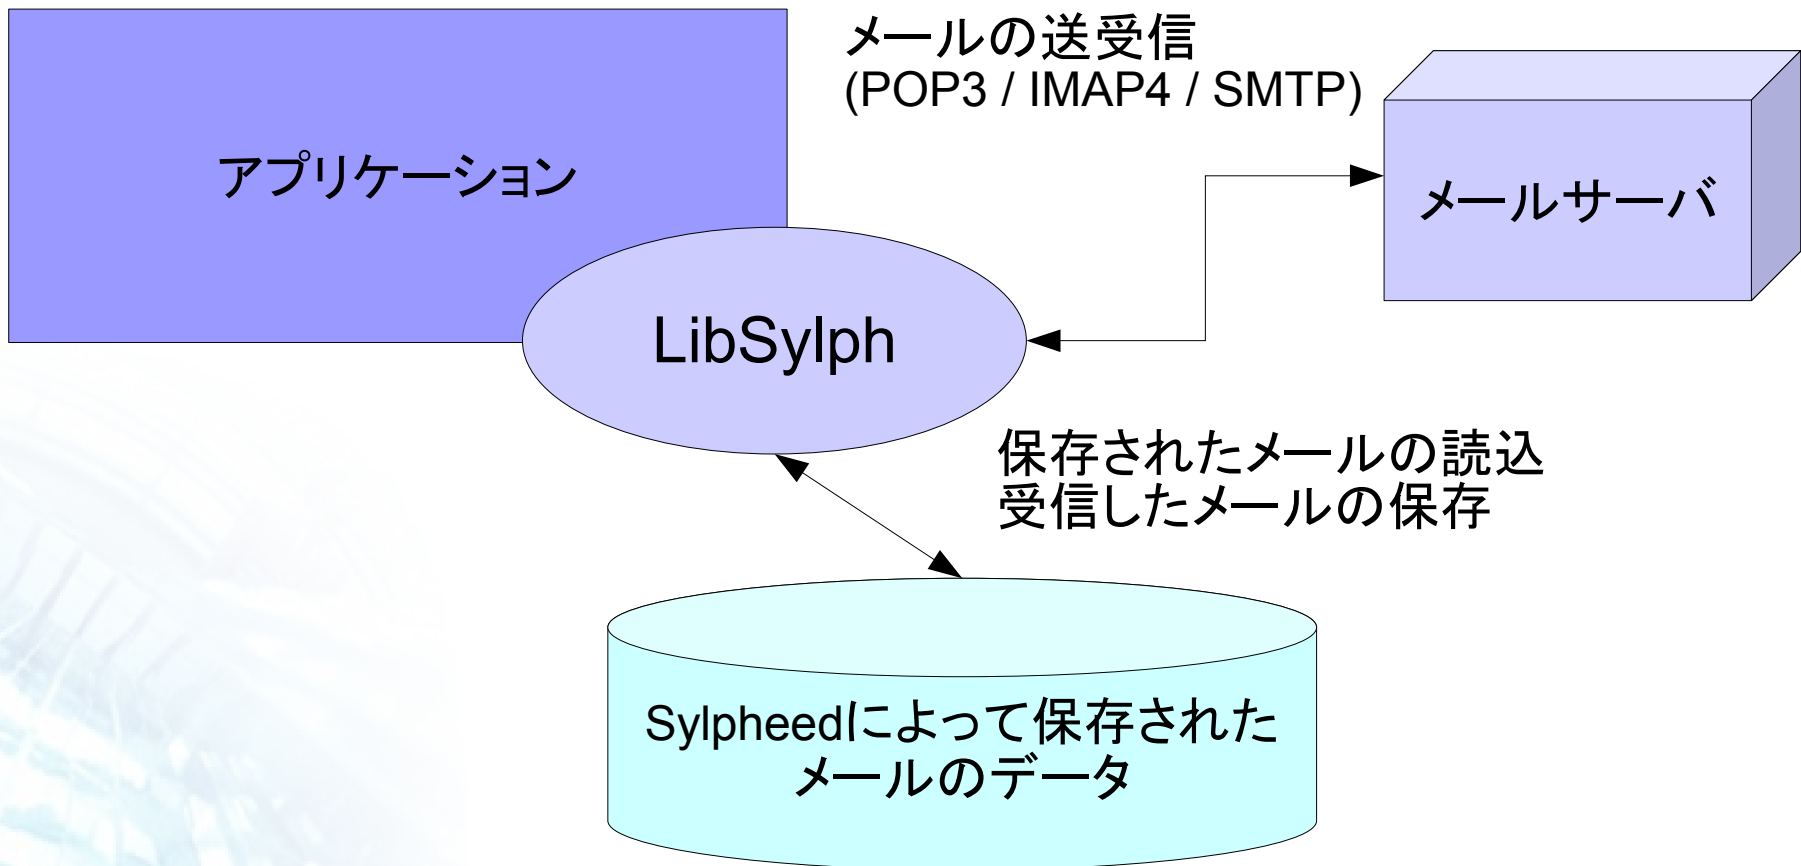 メールの送受信
(POP3 / IMAP4 / SMTP)
アプリケーション
メールサーバ
LibSylph
保存されたメールの読込
受信したメールの保存
Sylpheedによって保存された
メールのデータ